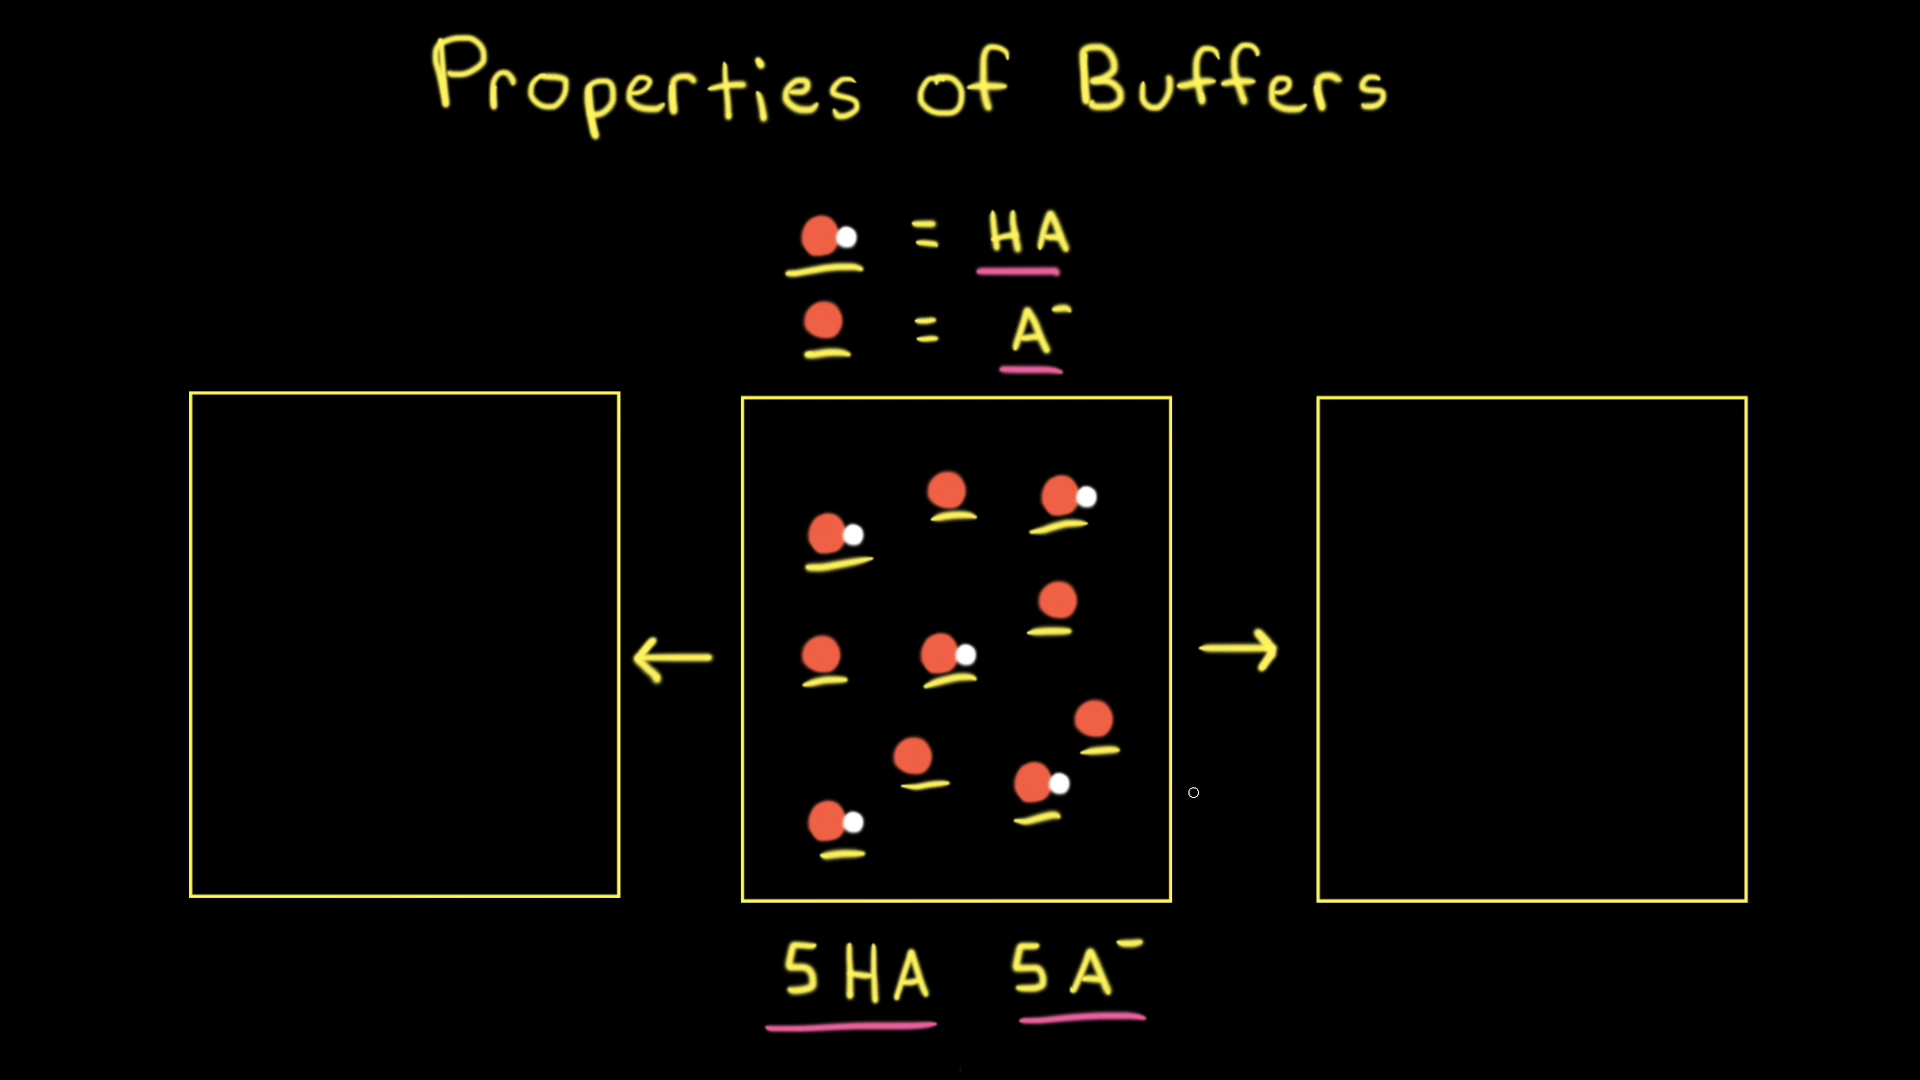 Properties of Buffers
= HA
= A⁻
5 HA 5 A⁻